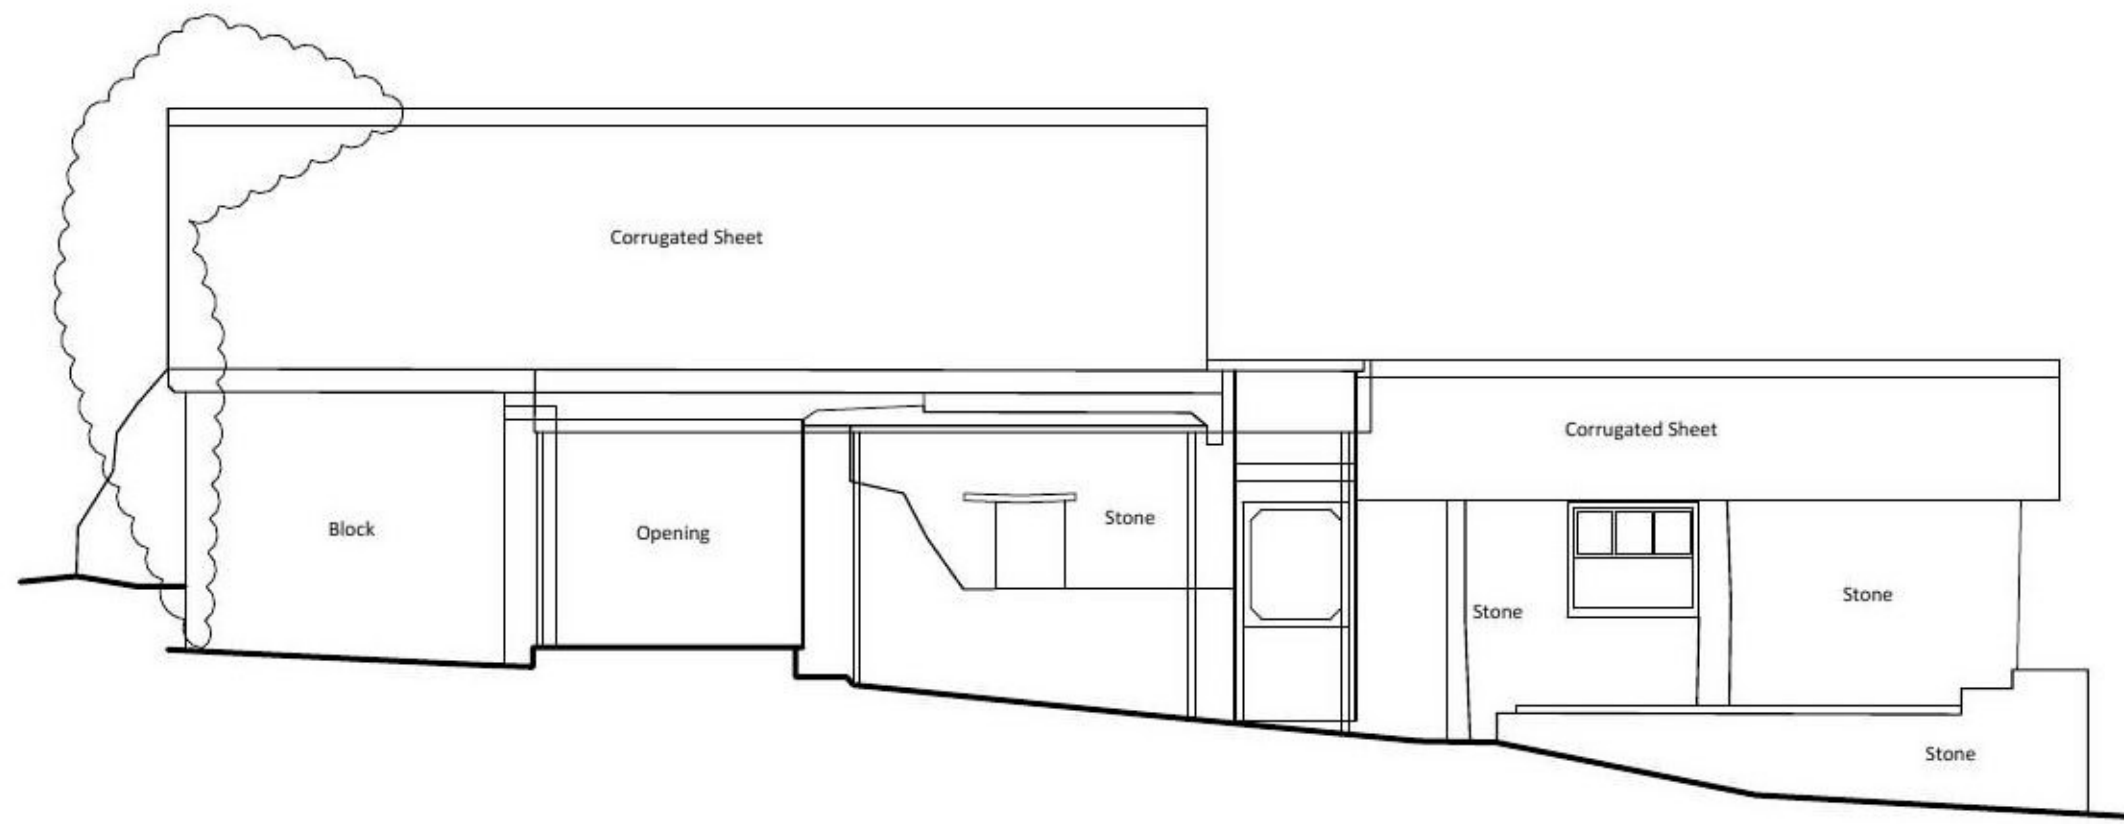 Corrugated Sheet
Corrugated Sheet
Block
Opening
Stone
Stone
Stone
Stone